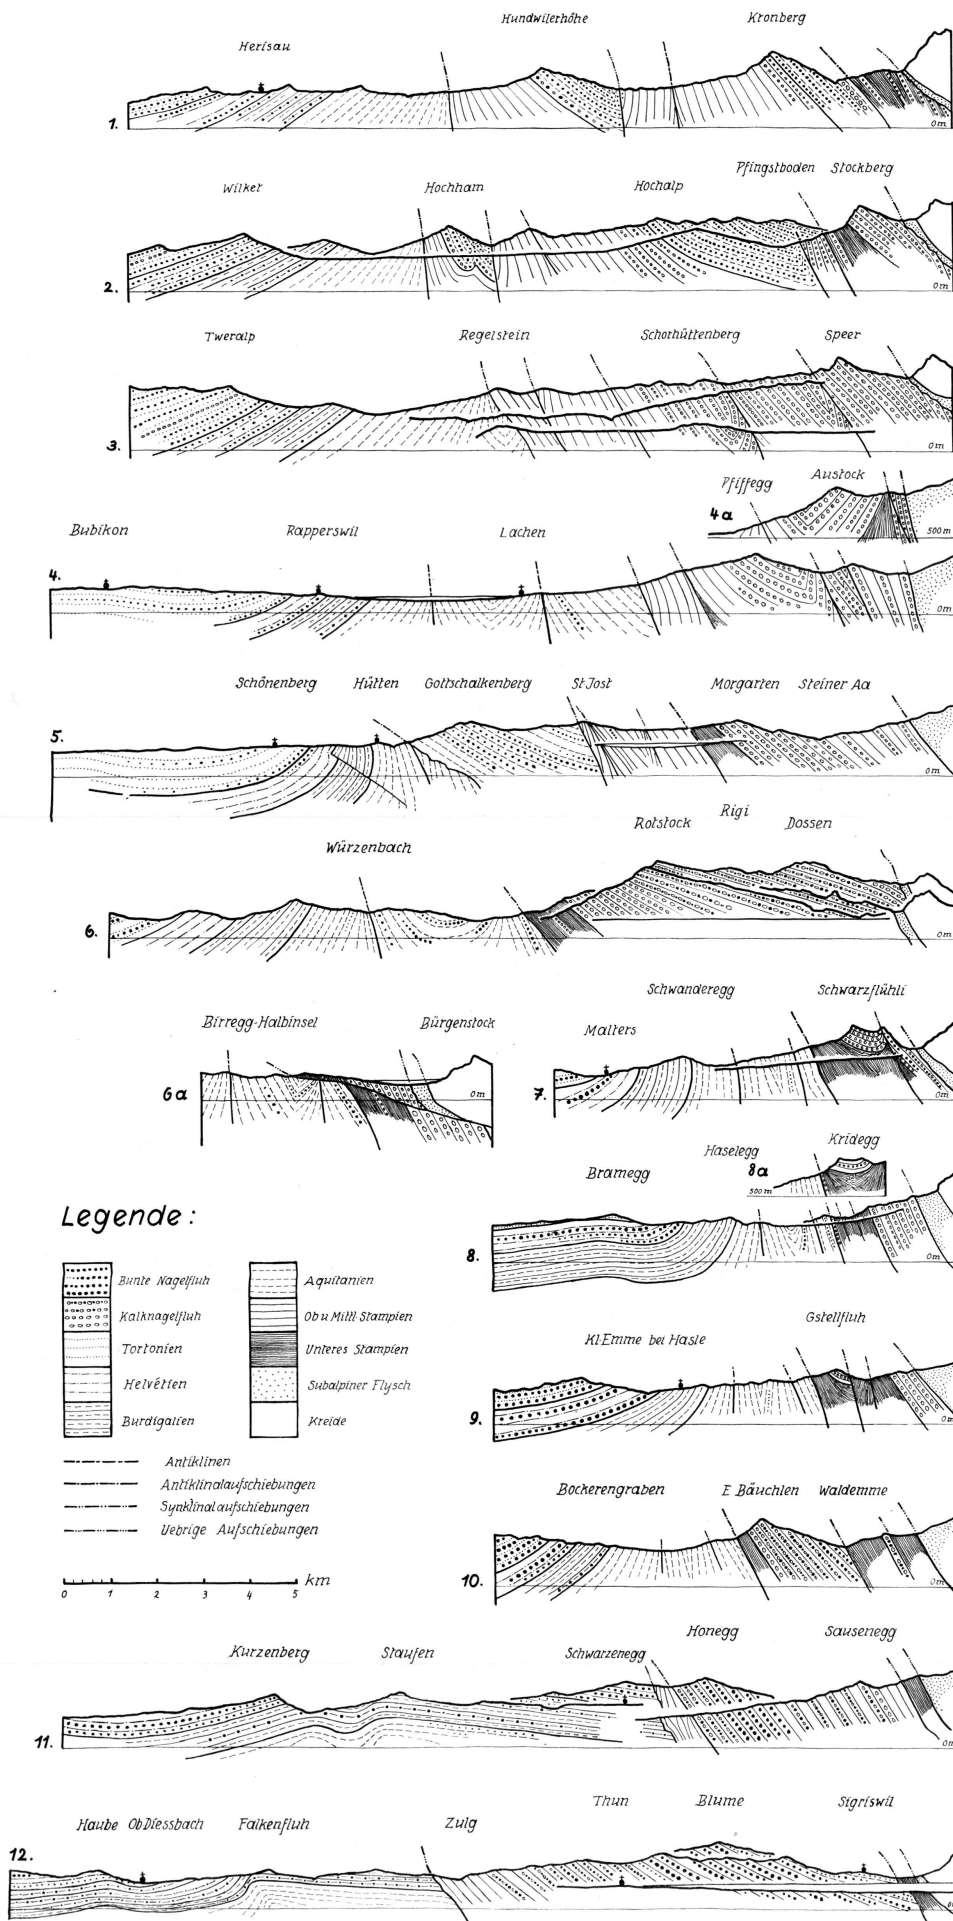 Hundwilerhöhe Kronberg
Herisau
1.
0m
Pfingstboden Stockberg
Wilket Hochham Hochalp
2.
0m
Tweralp Regelstein Schorhüttenberg Speer
3.
0m
Pfiffegg Austock
4a
500m
Bubikon Rapperswil Lachen
4.
0m
Schönenberg Hütten Gottschalkenberg St.Jost Morgarten Steiner Aa
5.
0m
Rotstock Rigi Dossen
Würzenbach
6.
0m
Schwanderegg Schwarzflühli
Birregg-Halbinsel Bürgenstock
Malters
6a
0m
7.
0m
Haselegg Kridegg
Bramegg
8a
500m
8.
0m
Legende:
Bunte Nagelfluh
Kalknagelfluh
Tortonien
Helvétien
Burdigalien
Aquitanien
Ob u Mittl. Stampien
Unteres Stampien
Subalpiner Flysch
Kreide
Antiklinen
Antiklinalaufschiebungen
Synklinalaufschiebungen
Uebrige Aufschiebungen
0 1 2 3 4 5 km
Gstellfluh
Kl.Emme bei Hasle
9.
0m
Bockerengraben E Bäuchlen Waldemme
10.
0m
Kurzenberg Staufen Schwarzenegg Honegg Sausenegg
11.
0m
Thun Blume Sigriswil
Haube Ob Diessbach Falkenfluh Zulg
12.